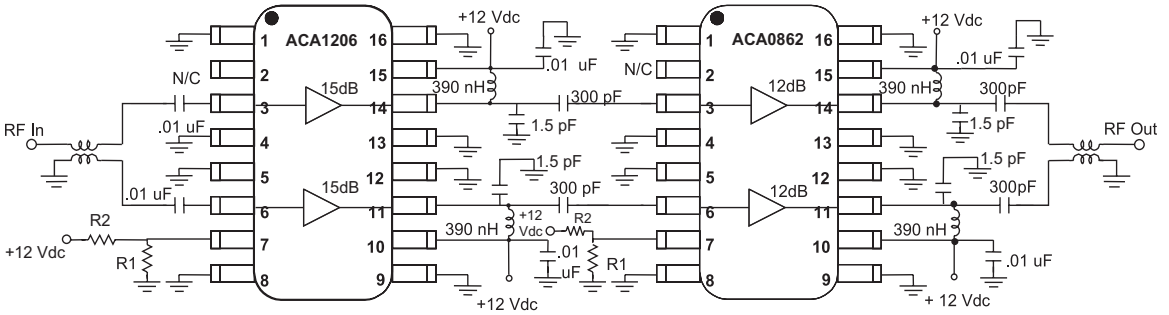 +12 Vdc
+12 Vdc
1
ACA1206
16
1
ACA0862
16
2
15
.01 uF
N/C
2
15
.01 uF
N/C
15dB
390 nH
300 pF
12dB
390 nH
300pF
3
14
3
14
RF In
.01 uF
1.5 pF
1.5 pF
RF Out
4
13
4
13
5
12
1.5 pF
5
12
1.5 pF
.01 uF
15dB
300 pF
12dB
300pF
6
11
6
11
R2
+12 Vdc
R2
+12 Vdc
7
10
390 nH
7
10
390 nH
R1
.01 uF
R1
.01 uF
8
9
8
9
+12 Vdc
+ 12 Vdc